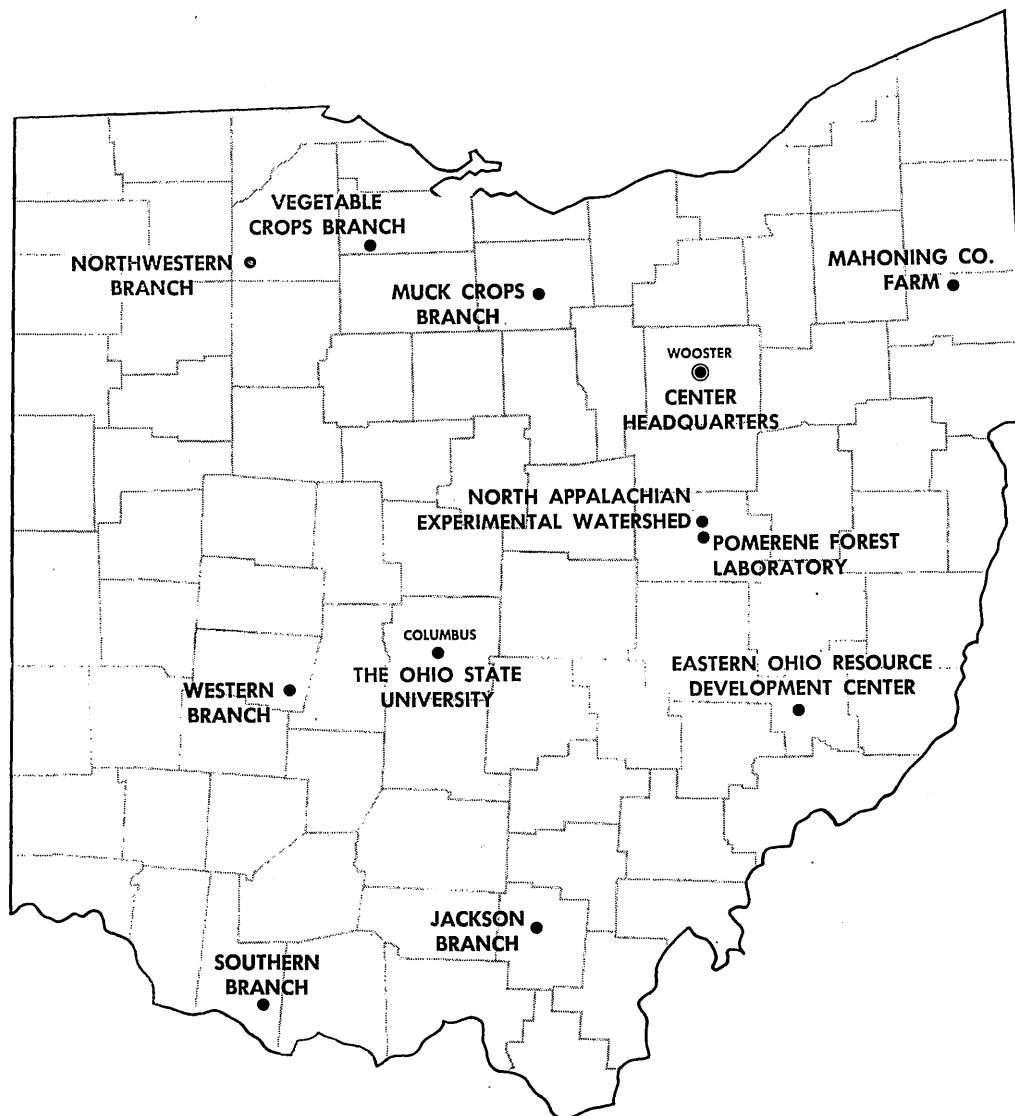 VEGETABLE
CROPS BRANCH
NORTHWESTERN
BRANCH
MUCK CROPS
BRANCH
MAHONING CO.
FARM
WOOSTER
CENTER
HEADQUARTERS
NORTH APPALACHIAN
EXPERIMENTAL WATERSHED
POMERENE FOREST
LABORATORY
COLUMBUS
THE OHIO STATE
UNIVERSITY
EASTERN OHIO RESOURCE
DEVELOPMENT CENTER
WESTERN
BRANCH
JACKSON
BRANCH
SOUTHERN
BRANCH